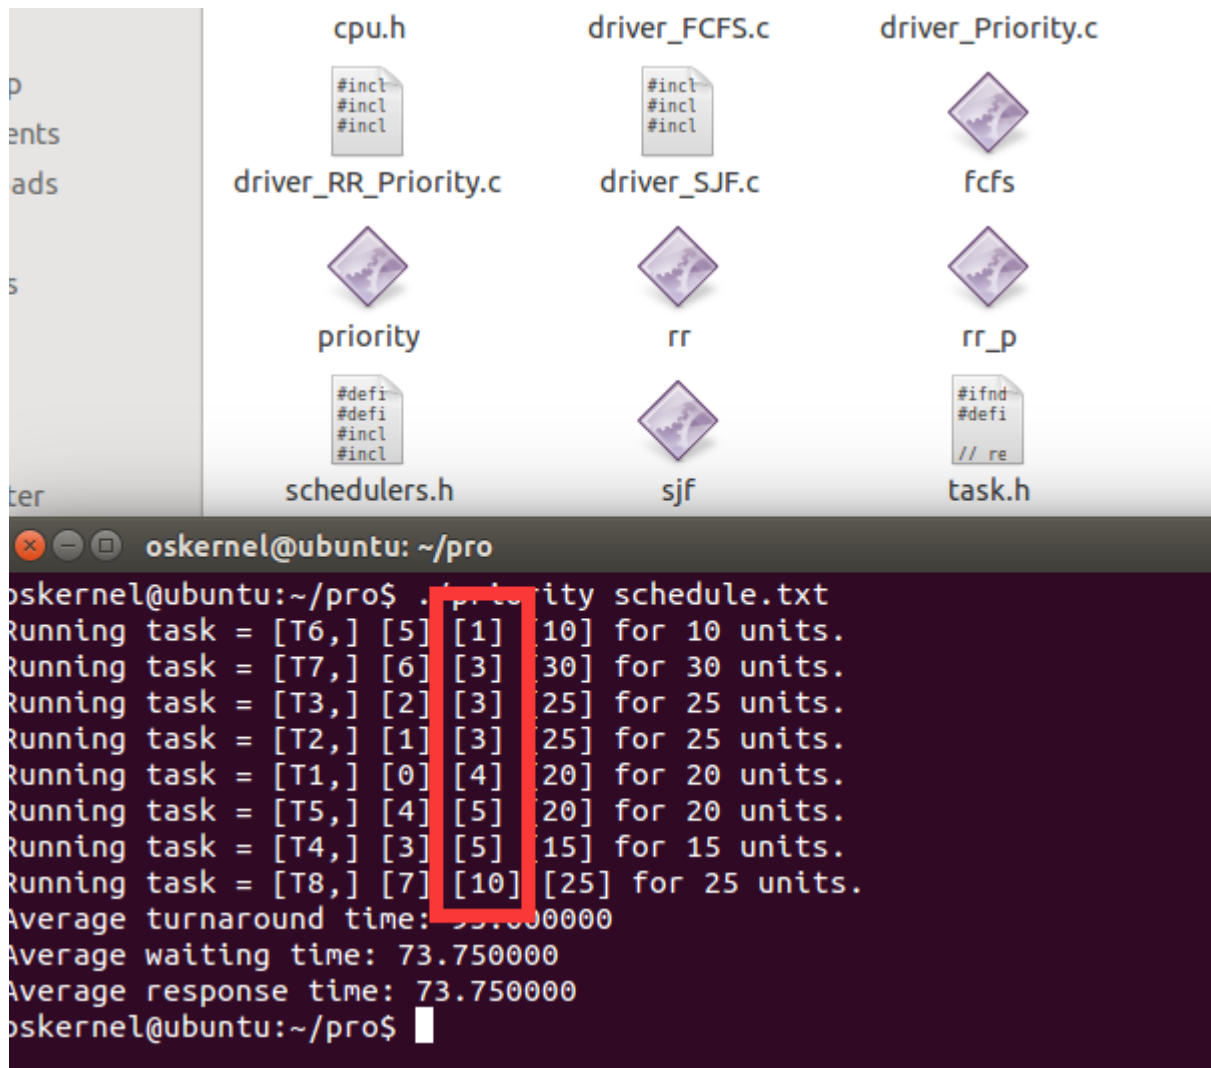 cpu.h driver_FCFS.c driver_Priority.c
p
#incl #incl
#incl #incl
#incl #incl
ents
ads driver_RR_Priority.c driver_SJF.c fcfs
s
priority rr rr_p
#defi #ifnd
#defi #defi
#incl
#incl // re
ter schedulers.h sjf task.h
oskernel@ubuntu: ~/pro
oskernel@ubuntu:~/pro$ ./priority schedule.txt
Running task = [T6,] [5] [1] [10] for 10 units.
Running task = [T7,] [6] [3] [30] for 30 units.
Running task = [T3,] [2] [3] [25] for 25 units.
Running task = [T2,] [1] [3] [25] for 25 units.
Running task = [T1,] [0] [4] [20] for 20 units.
Running task = [T5,] [4] [5] [20] for 20 units.
Running task = [T4,] [3] [5] [15] for 15 units.
Running task = [T8,] [7] [10] [25] for 25 units.
Average turnaround time:
Average waiting time: 73.750000
Average response time: 73.750000
oskernel@ubuntu:~/pro$